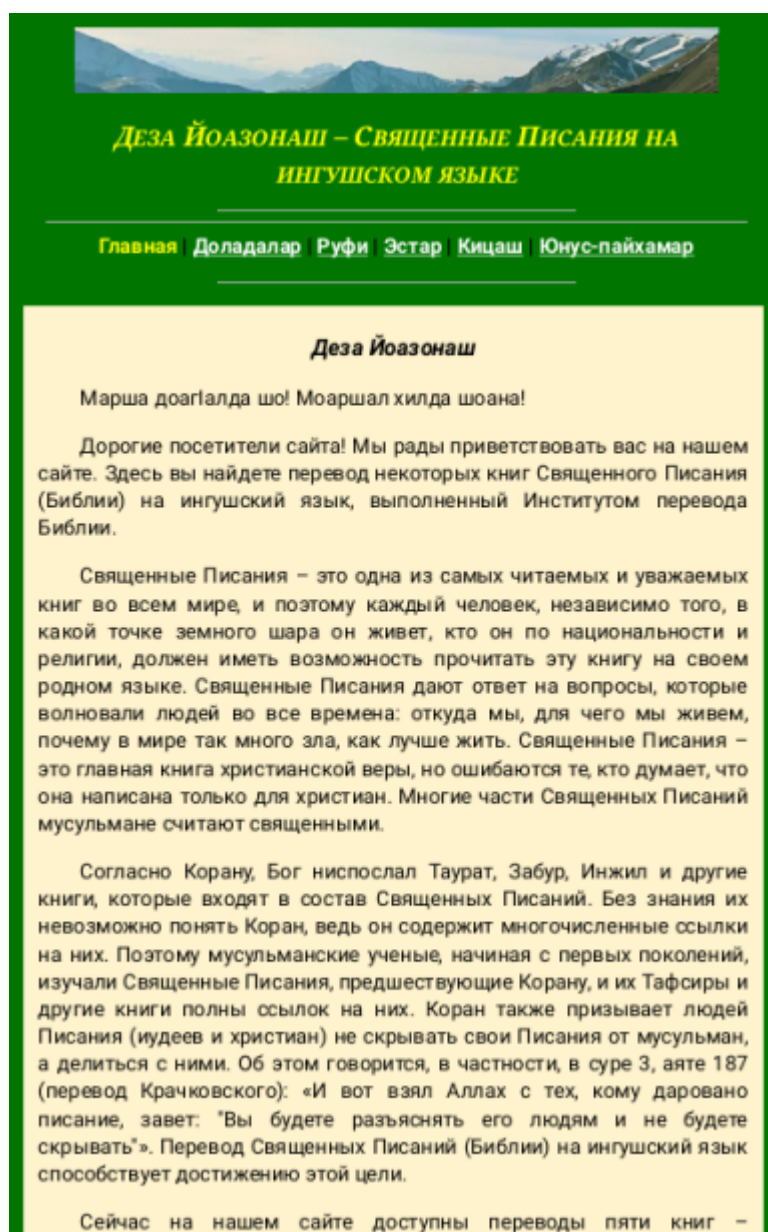 Деза Йоазонаш – Священные Писания на
ингушском языке
Главная | Доладалар | Руфи | Эстар | Кицаш | Юнус-пайхамар
Деза Йоазонаш
Марша доагӀалда шо! Моаршал хилда шоана!
Дорогие посетители сайта! Мы рады приветствовать вас на нашем
сайте. Здесь вы найдете перевод некоторых книг Священного Писания
(Библии) на ингушский язык, выполненный Институтом перевода
Библии.
Священные Писания – это одна из самых читаемых и уважаемых
книг во всем мире, и поэтому каждый человек, независимо того, в
какой точке земного шара он живет, кто он по национальности и
религии, должен иметь возможность прочитать эту книгу на своем
родном языке. Священные Писания дают ответ на вопросы, которые
волновали людей во все времена: откуда мы, для чего мы живем,
почему в мире так много зла, как лучше жить. Священные Писания –
это главная книга христианской веры, но ошибаются те, кто думает, что
она написана только для христиан. Многие части Священных Писаний
мусульмане считают священными.
Согласно Корану, Бог ниспослал Таурат, Забур, Инжил и другие
книги, которые входят в состав Священных Писаний. Без знания их
невозможно понять Коран, ведь он содержит многочисленные ссылки
на них. Поэтому мусульманские ученые, начиная с первых поколений,
изучали Священные Писания, предшествующие Корану, и их Тафсиры и
другие книги полны ссылок на них. Коран также призывает людей
Писания (иудеев и христиан) не скрывать свои Писания от мусульман,
а делиться с ними. Об этом говорится, в частности, в суре 3, аяте 187
(перевод Крачковского): «И вот взял Аллах с тех, кому даровано
писание, завет: "Вы будете разъяснять его людям и не будете
скрывать"». Перевод Священных Писаний (Библии) на ингушский язык
способствует достижению этой цели.
Сейчас на нашем сайте доступны переводы пяти книг –